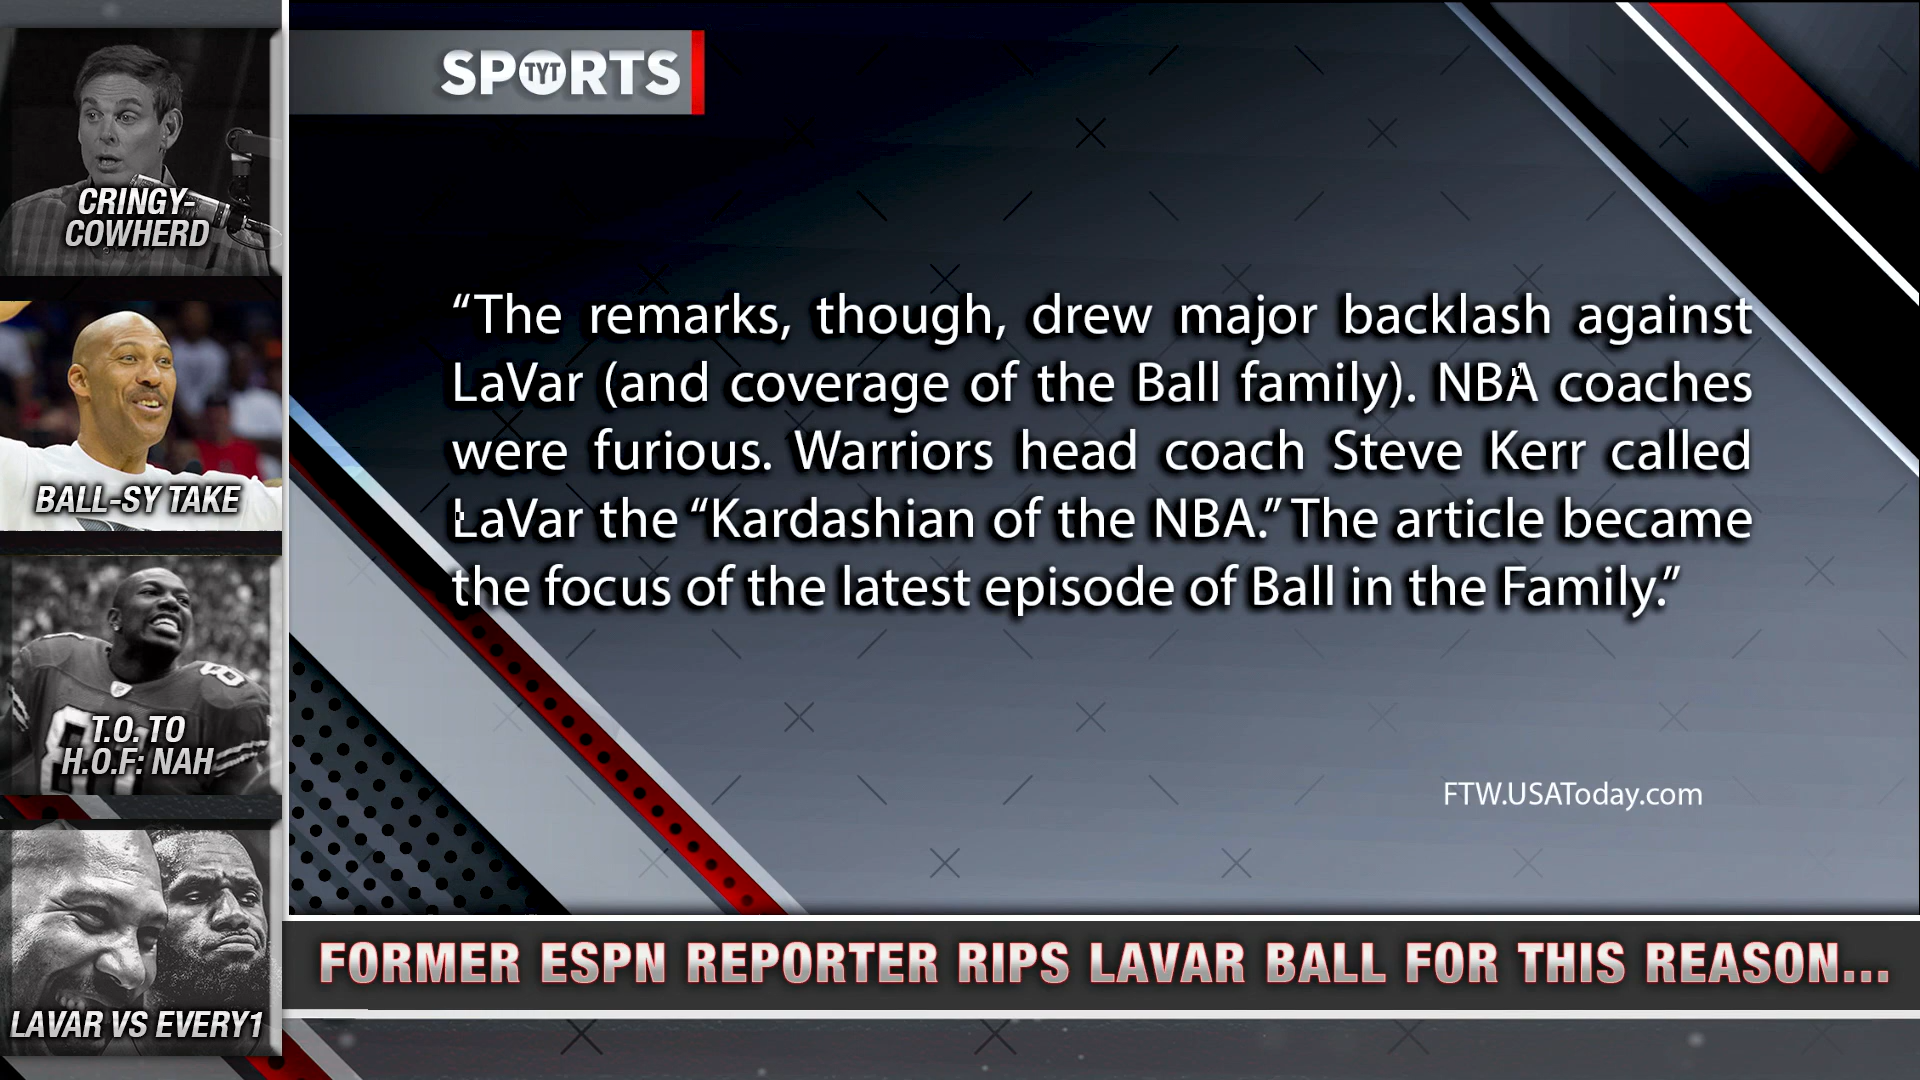 SPORTS
TYT
CRINGY-
COWHERD
BALL-SY TAKE
T.O. TO
H.O.F: NAH
LAVAR VS EVERY1
“The remarks, though, drew major backlash against
LaVar (and coverage of the Ball family). NBA coaches
were furious. Warriors head coach Steve Kerr called
LaVar the “Kardashian of the NBA.” The article became
the focus of the latest episode of Ball in the Family.”
FTW.USAToday.com
FORMER ESPN REPORTER RIPS LAVAR BALL FOR THIS REASON...